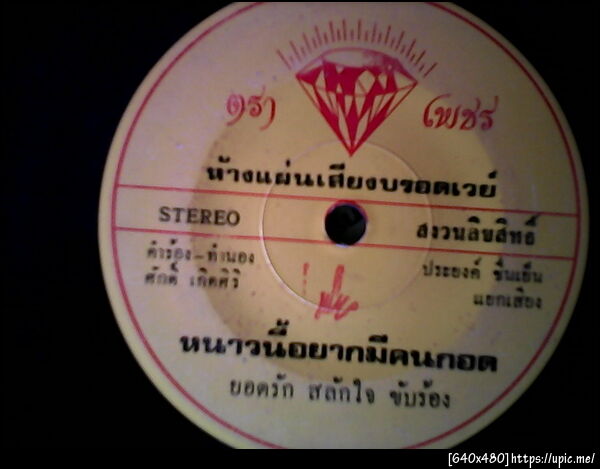 ตรา เพชร
ห้างแผ่นเสียงบรอดเวย์
STEREO
สงวนลิขสิทธิ์
คำร้อง-ทำนอง
ศักดิ์ เกิดศิริ
ประยงค์ ชื่นเย็น
แยกเสียง
หนาวนี้อยากมีคนกอด
ยอดรัก สลักใจ ขับร้อง
[640x480]https://upic.me/